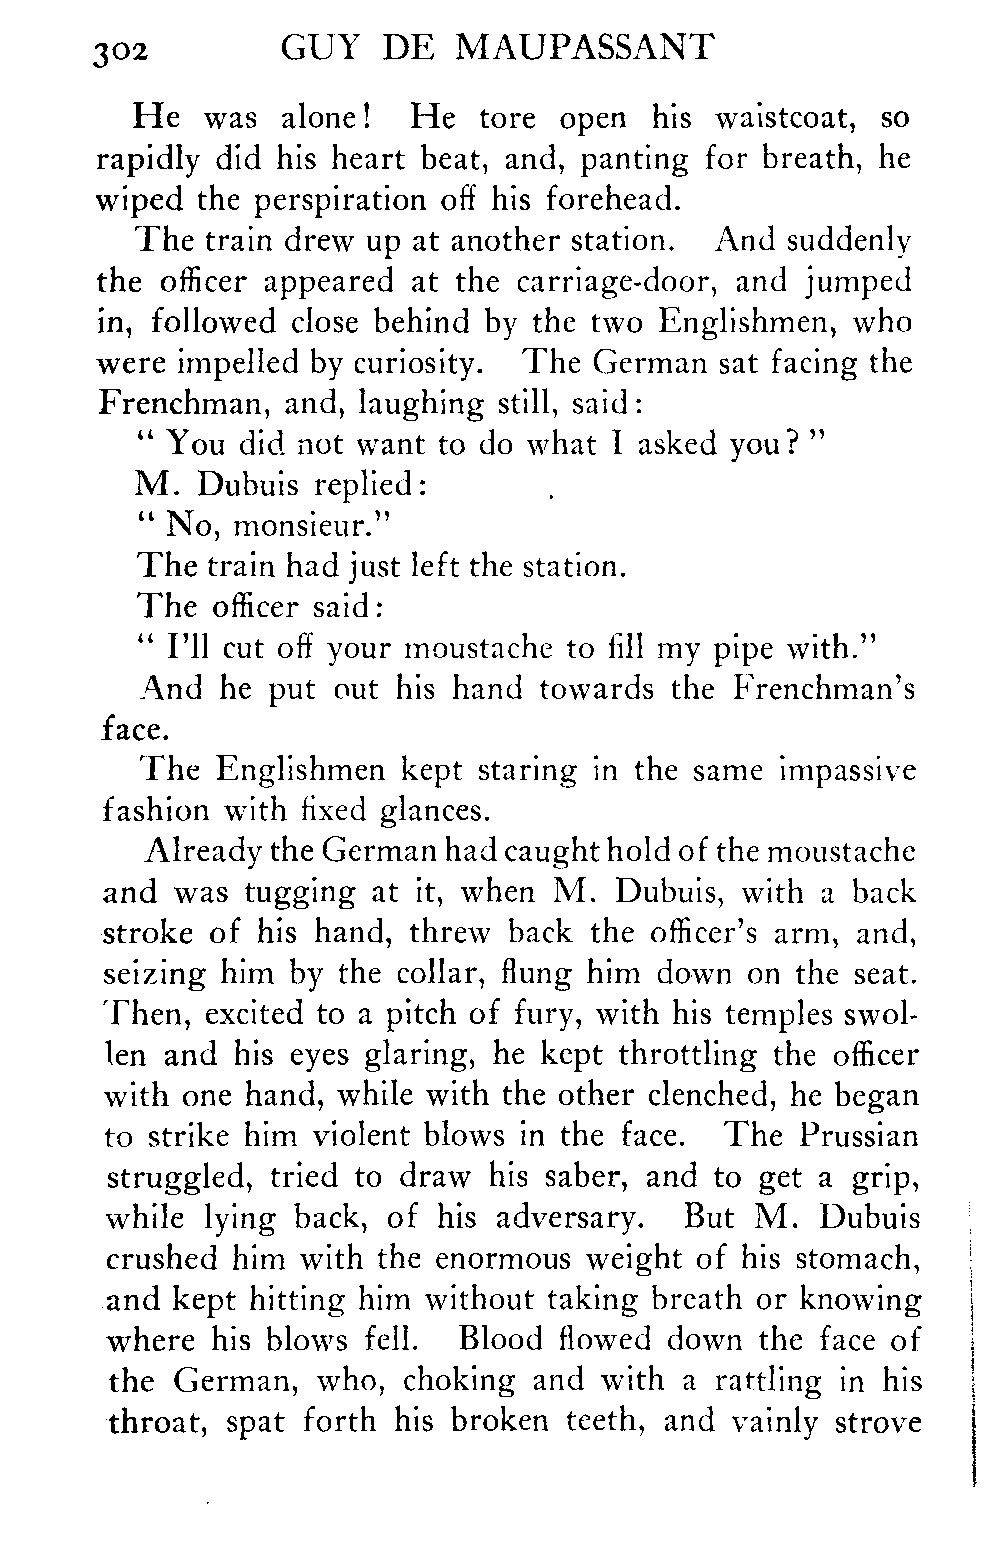 302 GUY DE MAUPASSANT
He was alone! He tore open his waistcoat, so
rapidly did his heart beat, and, panting for breath, he
wiped the perspiration off his forehead.
The train drew up at another station. And suddenly
the officer appeared at the carriage-door, and jumped
in, followed close behind by the two Englishmen, who
were impelled by curiosity. The German sat facing the
Frenchman, and, laughing still, said:
" You did not want to do what I asked you? "
M. Dubuis replied:
" No, monsieur."
The train had just left the station.
The officer said:
" I'll cut off your moustache to fill my pipe with."
And he put out his hand towards the Frenchman's
face.
The Englishmen kept staring in the same impassive
fashion with fixed glances.
Already the German had caught hold of the moustache
and was tugging at it, when M. Dubuis, with a back
stroke of his hand, threw back the officer's arm, and,
seizing him by the collar, flung him down on the seat.
Then, excited to a pitch of fury, with his temples swol-
len and his eyes glaring, he kept throttling the officer
with one hand, while with the other clenched, he began
to strike him violent blows in the face. The Prussian
struggled, tried to draw his saber, and to get a grip,
while lying back, of his adversary. But M. Dubuis
crushed him with the enormous weight of his stomach,
and kept hitting him without taking breath or knowing
where his blows fell. Blood flowed down the face of
the German, who, choking and with a rattling in his
throat, spat forth his broken teeth, and vainly strove